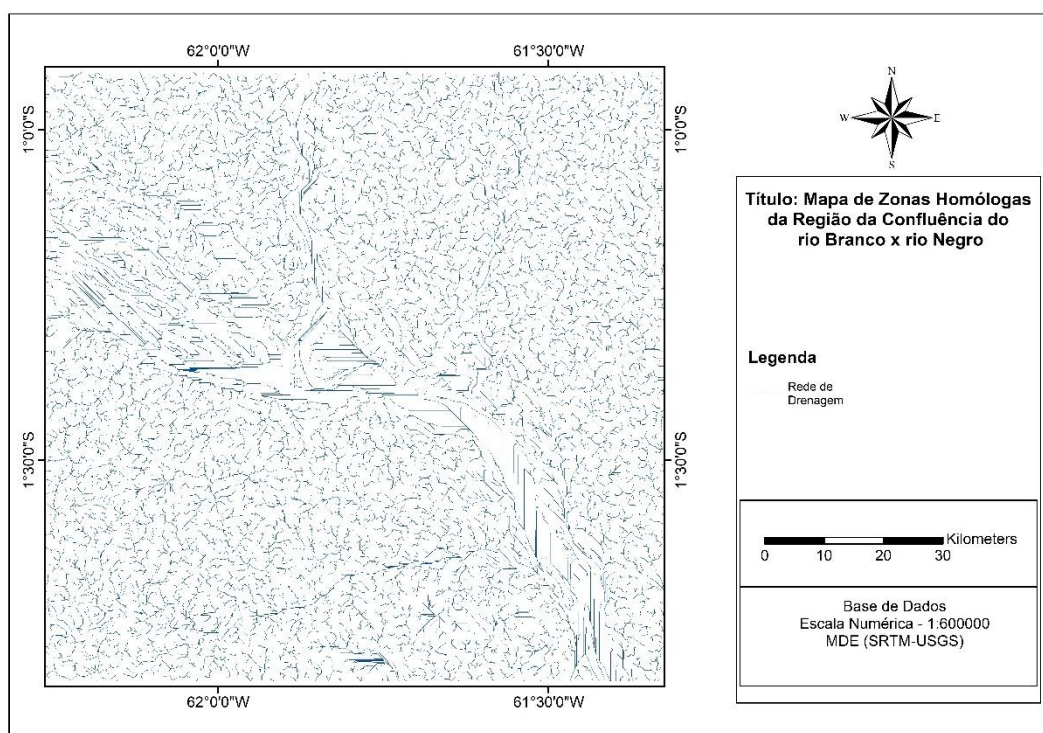 62°0'0"W
61°30'0"W
1°0'0"S
1°30'0"S
1°0'0"S
1°30'0"S
62°0'0"W
61°30'0"W
N
W
E
S
Título: Mapa de Zonas Homólogas
da Região da Confluência do
rio Branco x rio Negro
Legenda
Rede de
Drenagem
Kilometers
0 10 20 30
Base de Dados
Escala Numérica - 1:600000
MDE (SRTM-USGS)